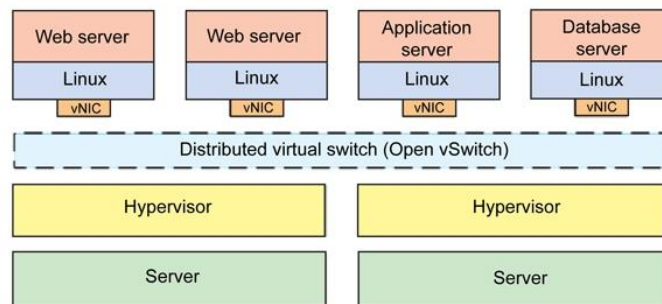 Web server
Web server
Application
server
Database
server
Linux
Linux
Linux
Linux
vNIC
vNIC
vNIC
vNIC
Distributed virtual switch (Open vSwitch)
Hypervisor
Hypervisor
Server
Server